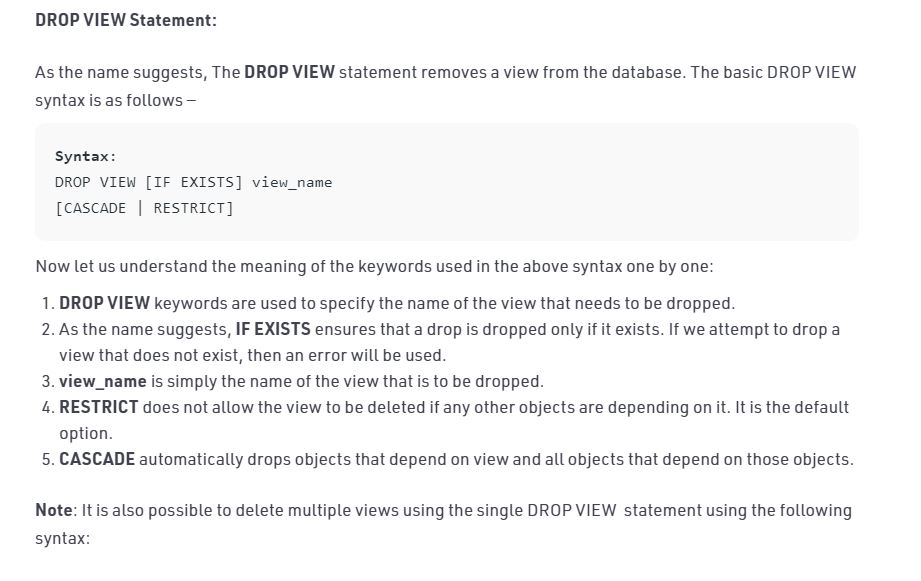 DROP VIEW Statement:
As the name suggests, The DROP VIEW statement removes a view from the database. The basic DROP VIEW
syntax is as follows –
Syntax:
DROP VIEW [IF EXISTS] view_name
[CASCADE | RESTRICT]
Now let us understand the meaning of the keywords used in the above syntax one by one:
1. DROP VIEW keywords are used to specify the name of the view that needs to be dropped.
2. As the name suggests, IF EXISTS ensures that a drop is dropped only if it exists. If we attempt to drop a
view that does not exist, then an error will be used.
3. view_name is simply the name of the view that is to be dropped.
4. RESTRICT does not allow the view to be deleted if any other objects are depending on it. It is the default
option.
5. CASCADE automatically drops objects that depend on view and all objects that depend on those objects.
Note: It is also possible to delete multiple views using the single DROP VIEW statement using the following
syntax: